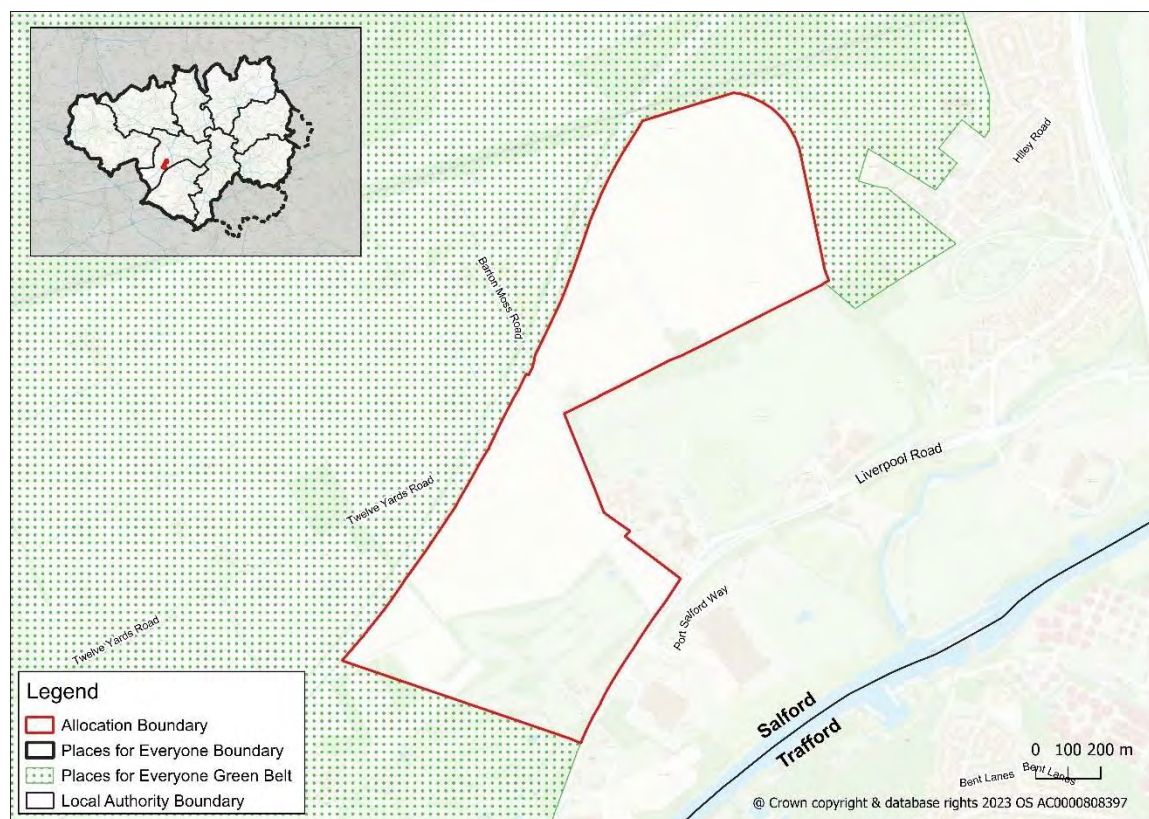 Hiley Road
Barton Moss Road
Liverpool Road
Twelve Yards Road
Port Salford Way
Twelve Yards Road
Salford
Trafford
Legend
Allocation Boundary
Places for Everyone Boundary
Places for Everyone Green Belt
Local Authority Boundary
0 100 200 m
Bent Lanes
Bent Lanes
@ Crown copyright & database rights 2023 OS AC0000808397